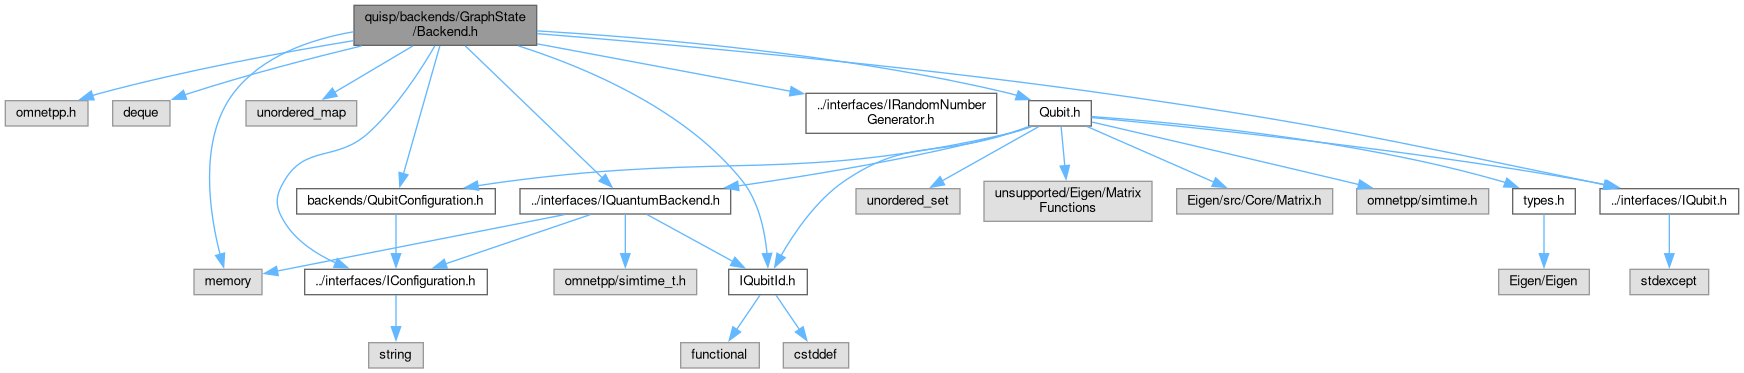 quisp/backends/GraphState
/Backend.h
omnetpp.h
deque
unordered_map
../interfaces/IRandomNumber
Generator.h
Qubit.h
backends/QubitConfiguration.h
../interfaces/IQuantumBackend.h
unordered_set
unsupported/Eigen/Matrix
Functions
Eigen/src/Core/Matrix.h
omnetpp/simtime.h
types.h
../interfaces/IQubit.h
memory
../interfaces/IConfiguration.h
omnetpp/simtime_t.h
IQubitId.h
Eigen/Eigen
stdexcept
string
functional
cstddef